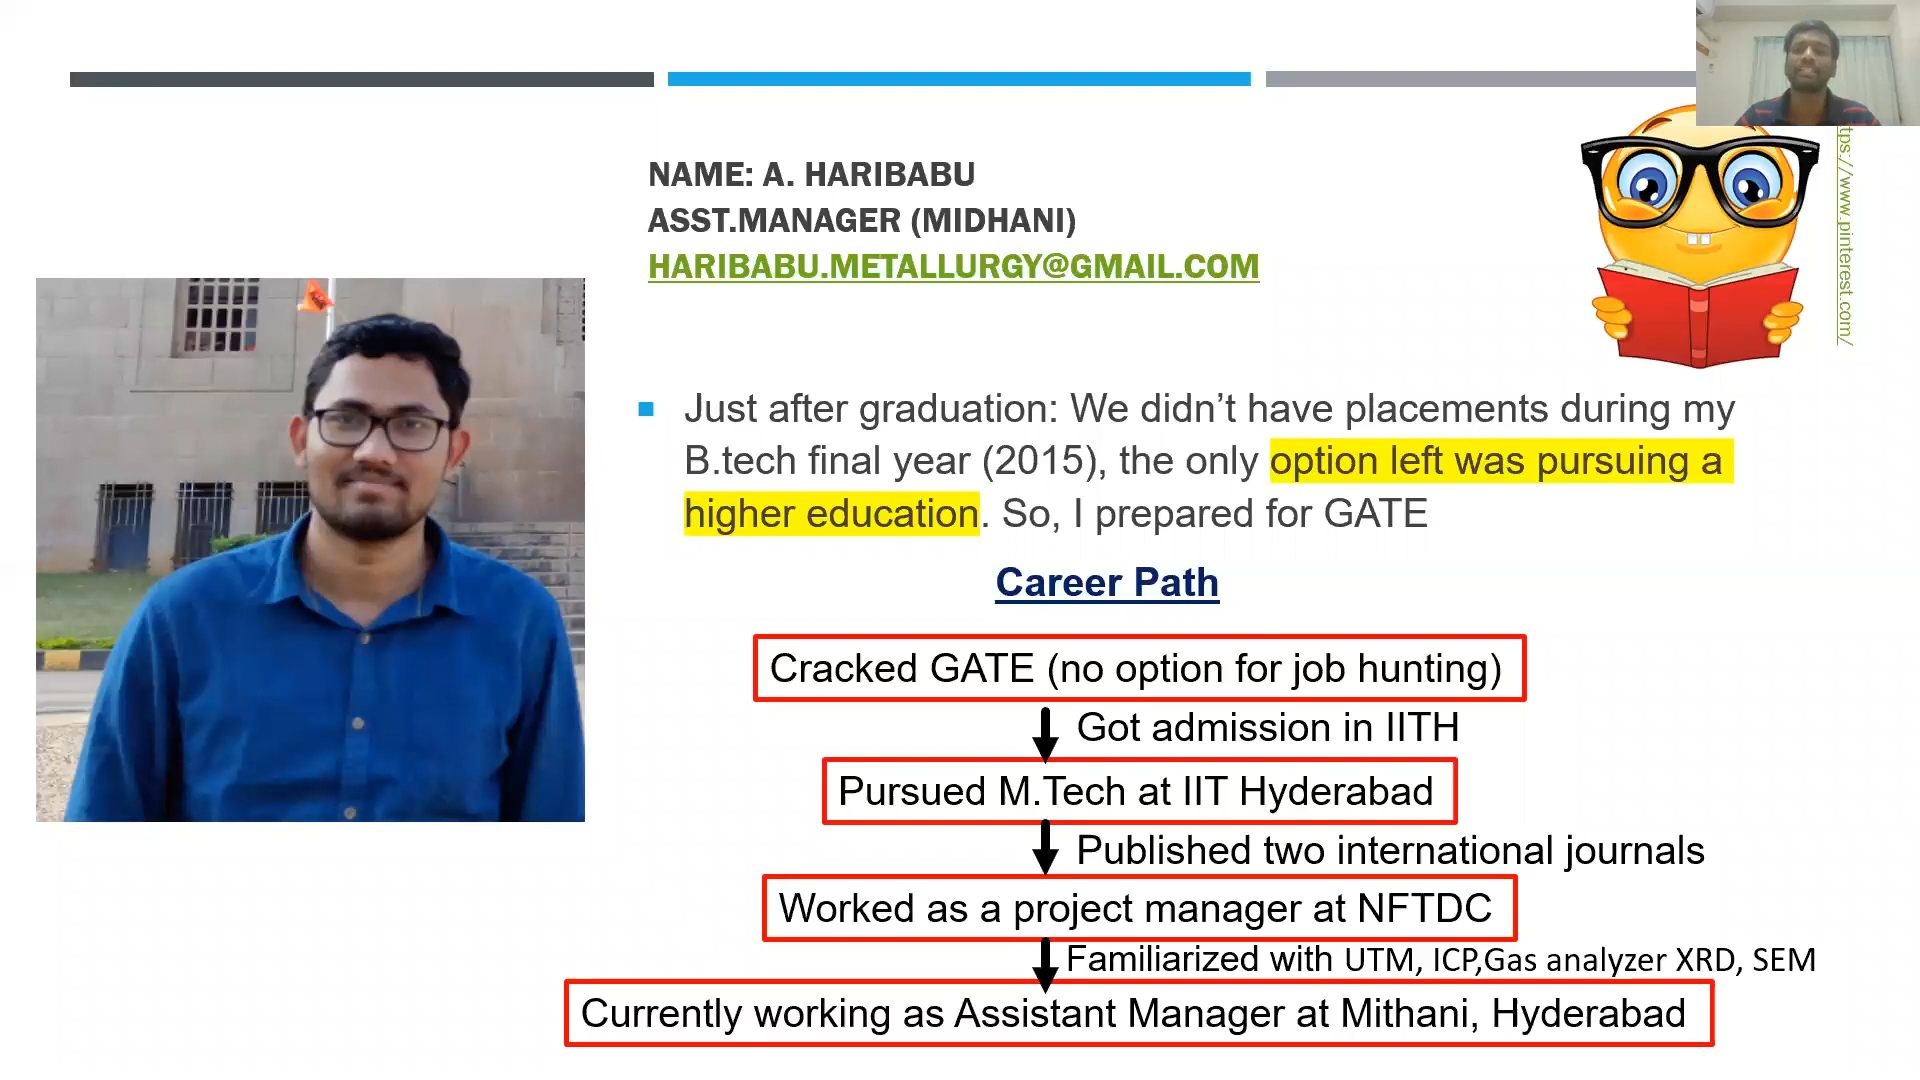 NAME: A. HARIBABU
ASST.MANAGER (MIDHANI)
HARIBABU.METALLURGY@GMAIL.COM
ttps://www.pinterest.com/
Just after graduation: We didn’t have placements during my
B.tech final year (2015), the only option left was pursuing a
higher education. So, I prepared for GATE
Career Path
Cracked GATE (no option for job hunting)
Got admission in IITH
Pursued M.Tech at IIT Hyderabad
Published two international journals
Worked as a project manager at NFTDC
Familiarized with UTM, ICP,Gas analyzer XRD, SEM
Currently working as Assistant Manager at Mithani, Hyderabad